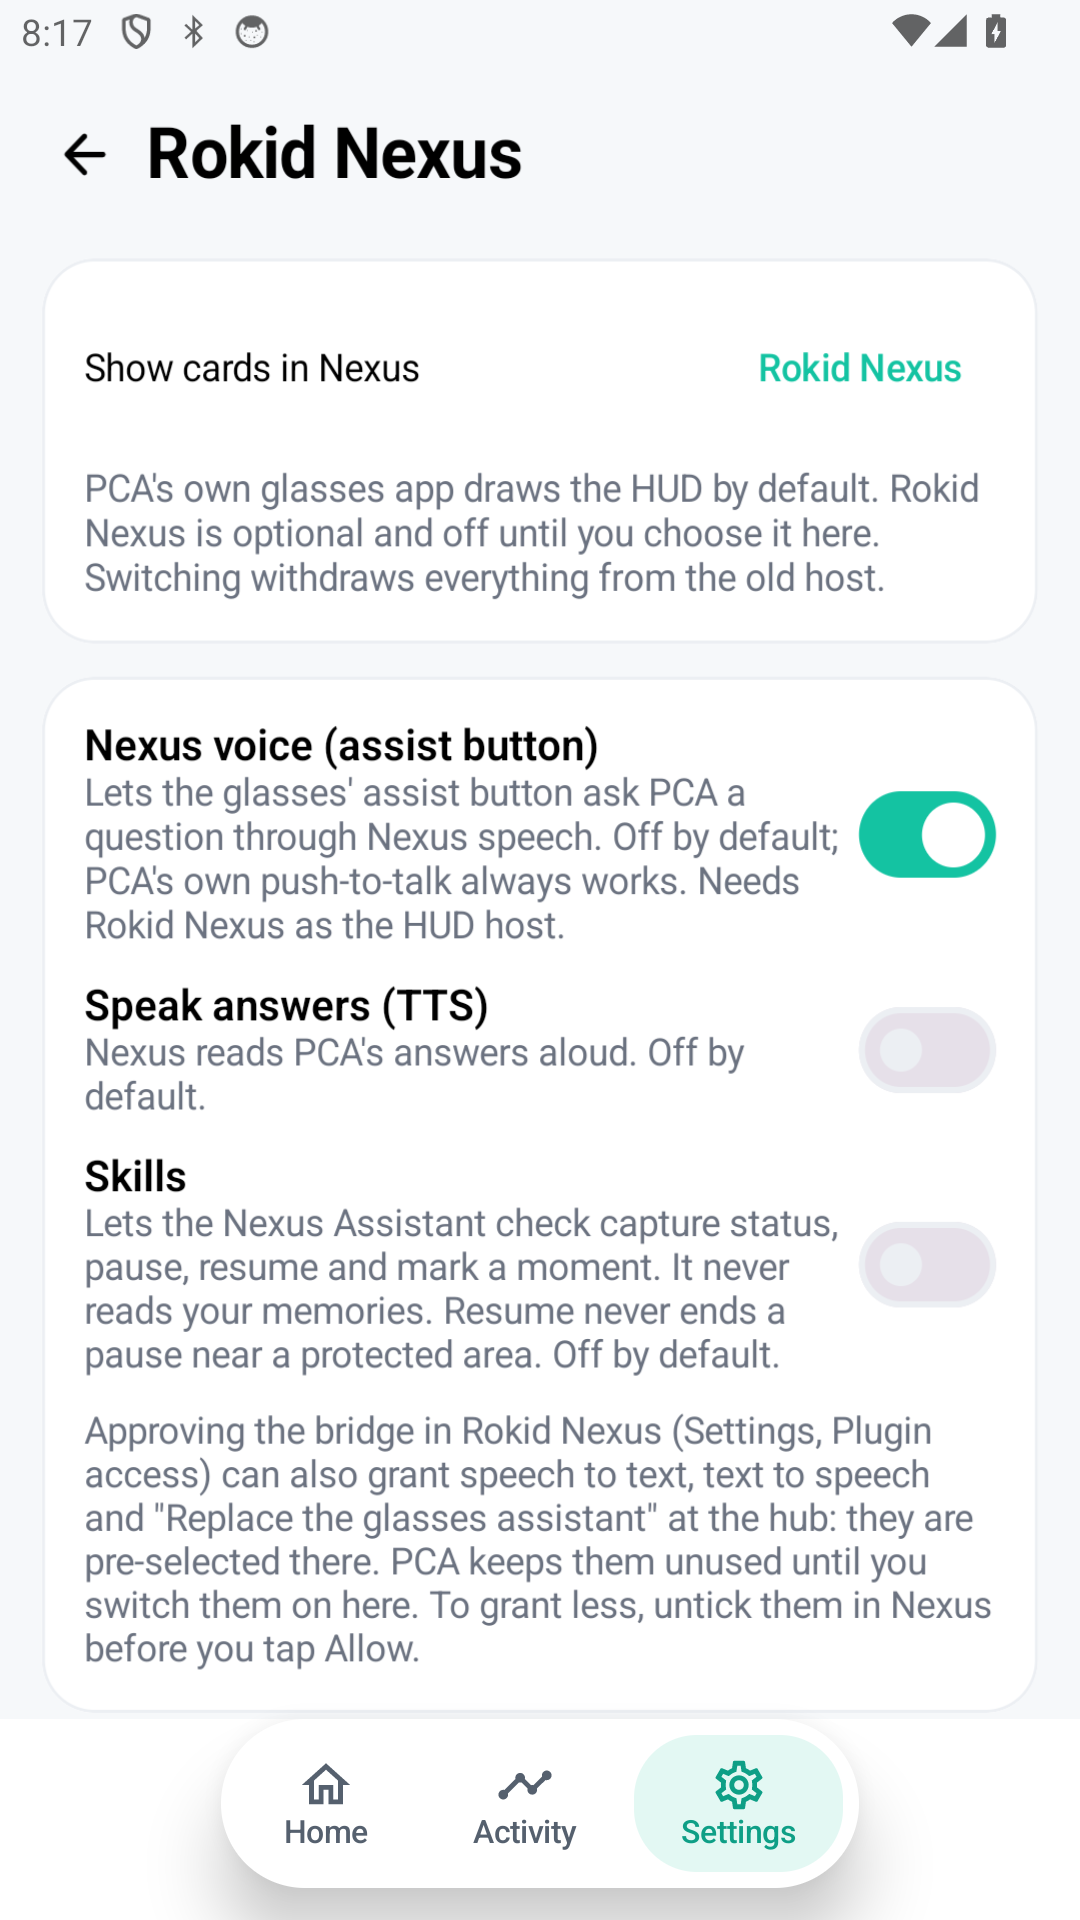 8:17
Rokid Nexus
Show cards in Nexus
Rokid Nexus
PCA's own glasses app draws the HUD by default. Rokid
Nexus is optional and off until you choose it here.
Switching withdraws everything from the old host.
Nexus voice (assist button)
Lets the glasses' assist button ask PCA a
question through Nexus speech. Off by default;
PCA's own push-to-talk always works. Needs
Rokid Nexus as the HUD host.
Speak answers (TTS)
Nexus reads PCA's answers aloud. Off by
default.
Skills
Lets the Nexus Assistant check capture status,
pause, resume and mark a moment. It never
reads your memories. Resume never ends a
pause near a protected area. Off by default.
Approving the bridge in Rokid Nexus (Settings, Plugin
access) can also grant speech to text, text to speech
and "Replace the glasses assistant" at the hub: they are
pre-selected there. PCA keeps them unused until you
switch them on here. To grant less, untick them in Nexus
before you tap Allow.
Home
Activity
Settings